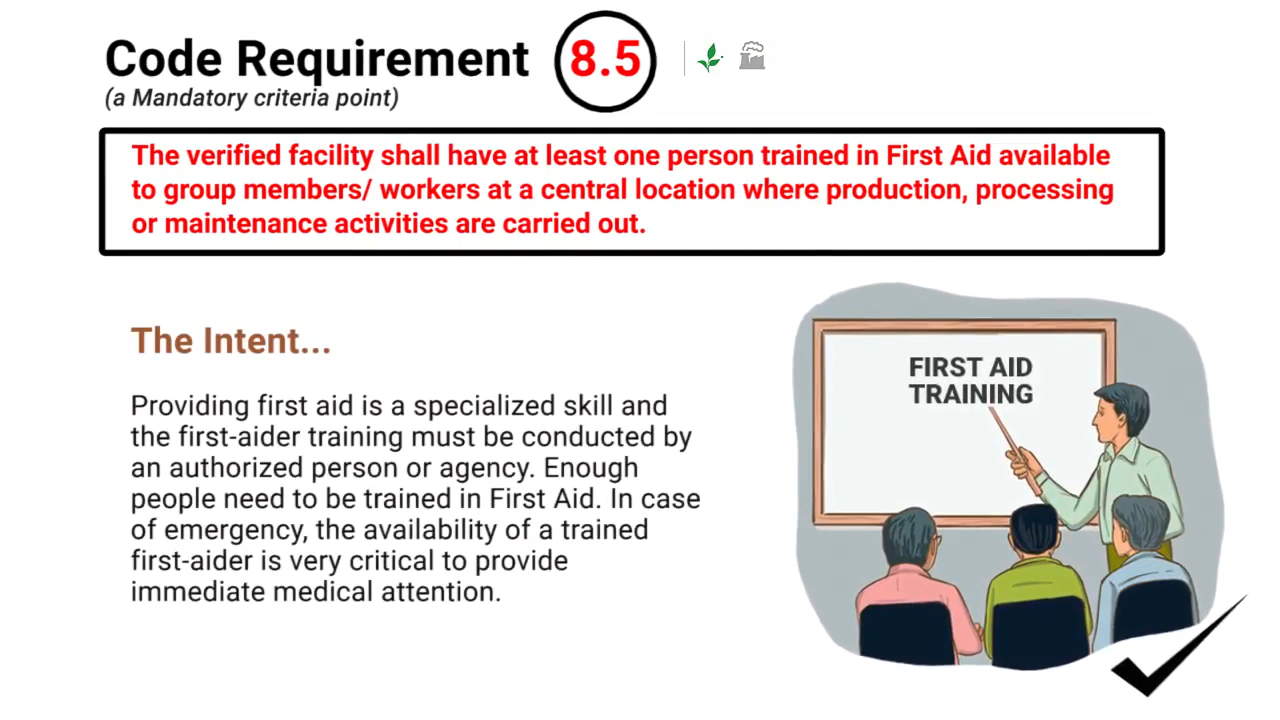 Code Requirement 8.5
(a Mandatory criteria point)
The verified facility shall have at least one person trained in First Aid available
to group members/ workers at a central location where production, processing
or maintenance activities are carried out.
The Intent...
Providing first aid is a specialized skill and
the first-aider training must be conducted by
an authorized person or agency. Enough
people need to be trained in First Aid. In case
of emergency, the availability of a trained
first-aider is very critical to provide
immediate medical attention.
FIRST AID
TRAINING